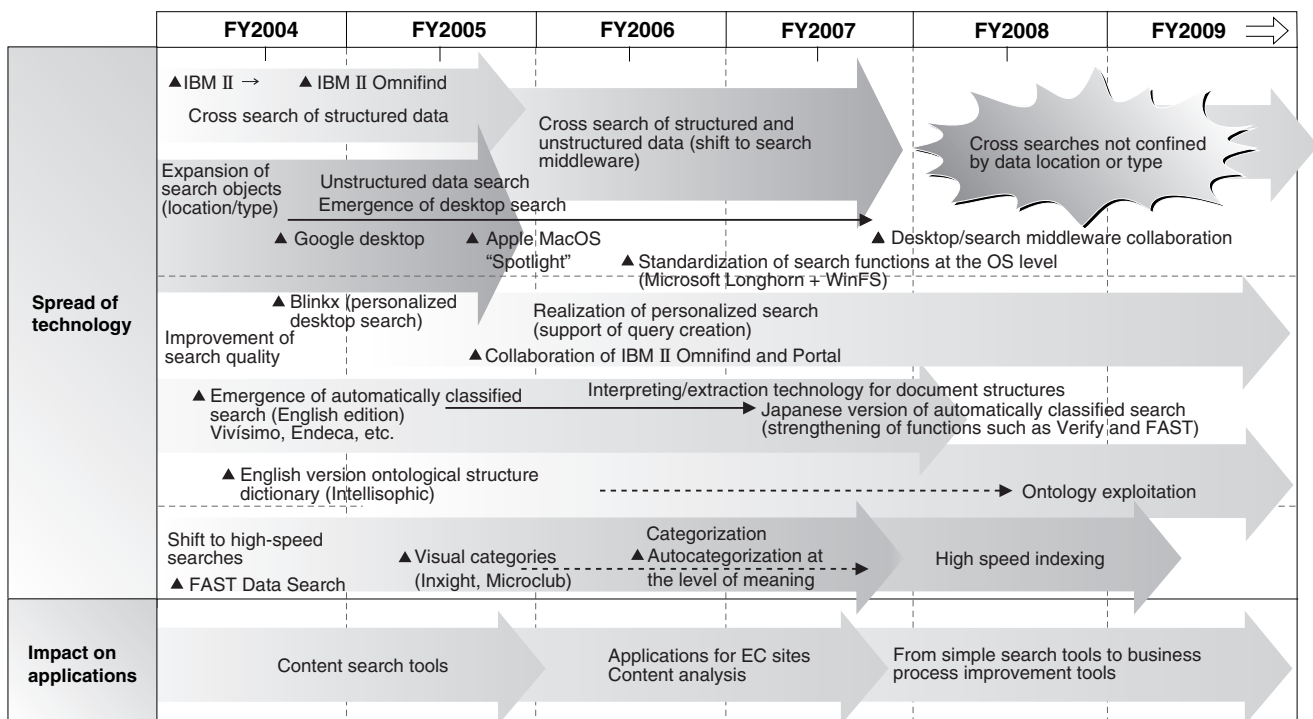 FY2004 FY2005 FY2006 FY2007 FY2008 FY2009
Spread of
technology
▲IBM II → ▲ IBM II Omnifind
Cross search of structured data
Cross search of structured and
unstructured data (shift to search
middleware)
Cross searches not confined
by data location or type
Expansion of
search objects
(location/type)
Unstructured data search
Emergence of desktop search
▲ Google desktop
▲ Apple MacOS
“Spotlight”
▲ Desktop/search middleware collaboration
▲ Standardization of search functions at the OS level
(Microsoft Longhorn + WinFS)
▲ Blinkx (personalized
desktop search)
Improvement of
search quality
Realization of personalized search
(support of query creation)
▲ Collaboration of IBM II Omnifind and Portal
▲ Emergence of automatically classified
search (English edition)
Vivísimo, Endeca, etc.
Interpreting/extraction technology for document structures
Japanese version of automatically classified search
(strengthening of functions such as Verify and FAST)
▲ English version ontological structure
dictionary (Intellisophic)
Ontology exploitation
Shift to high-speed
searches
▲ FAST Data Search
▲ Visual categories
(Inxight, Microclub)
Categorization
▲ Autocategorization at
the level of meaning
High speed indexing
Impact on
applications
Content search tools
Applications for EC sites
Content analysis
From simple search tools to business
process improvement tools